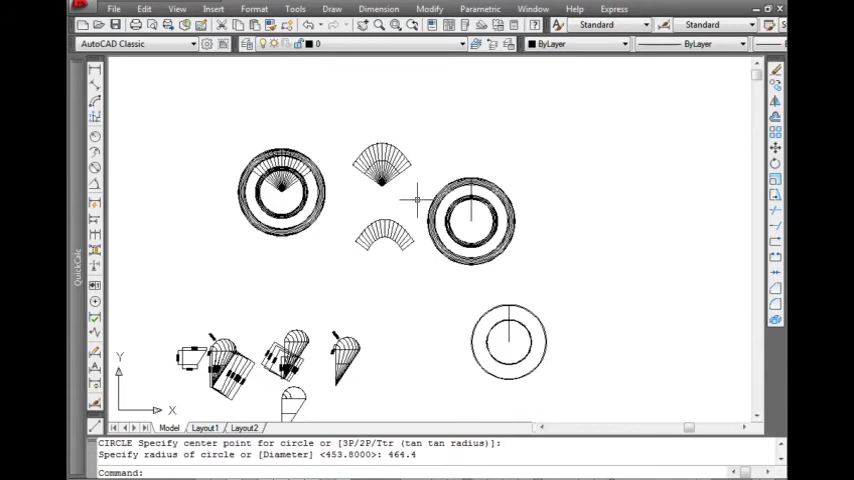 File Edit View Insert Format Tools Draw Dimension Modify Parametric Window Help Express
Standard Standard
AutoCAD Classic 0 ByLayer ByLayer
QuickCalc
Y
X
Model Layout1 Layout2
CIRCLE Specify center point for circle or [3P/2P/Ttr (tan tan radius)]:
Specify radius of circle or [Diameter] <453.8000>: 464.4
Command: